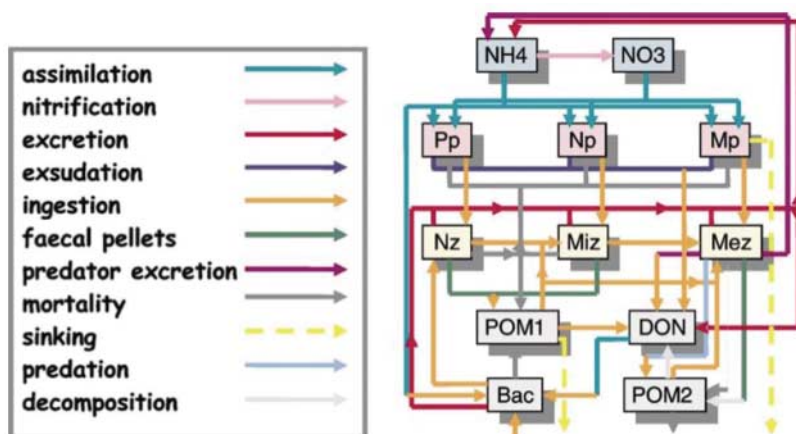 assimilation
nitrification
excretion
exsudation
ingestion
faecal pellets
predator excretion
mortality
sinking
predation
decomposition
NH4 NO3
Pp Np Mp
Nz Miz Mez
POM1 DON
Bac POM2